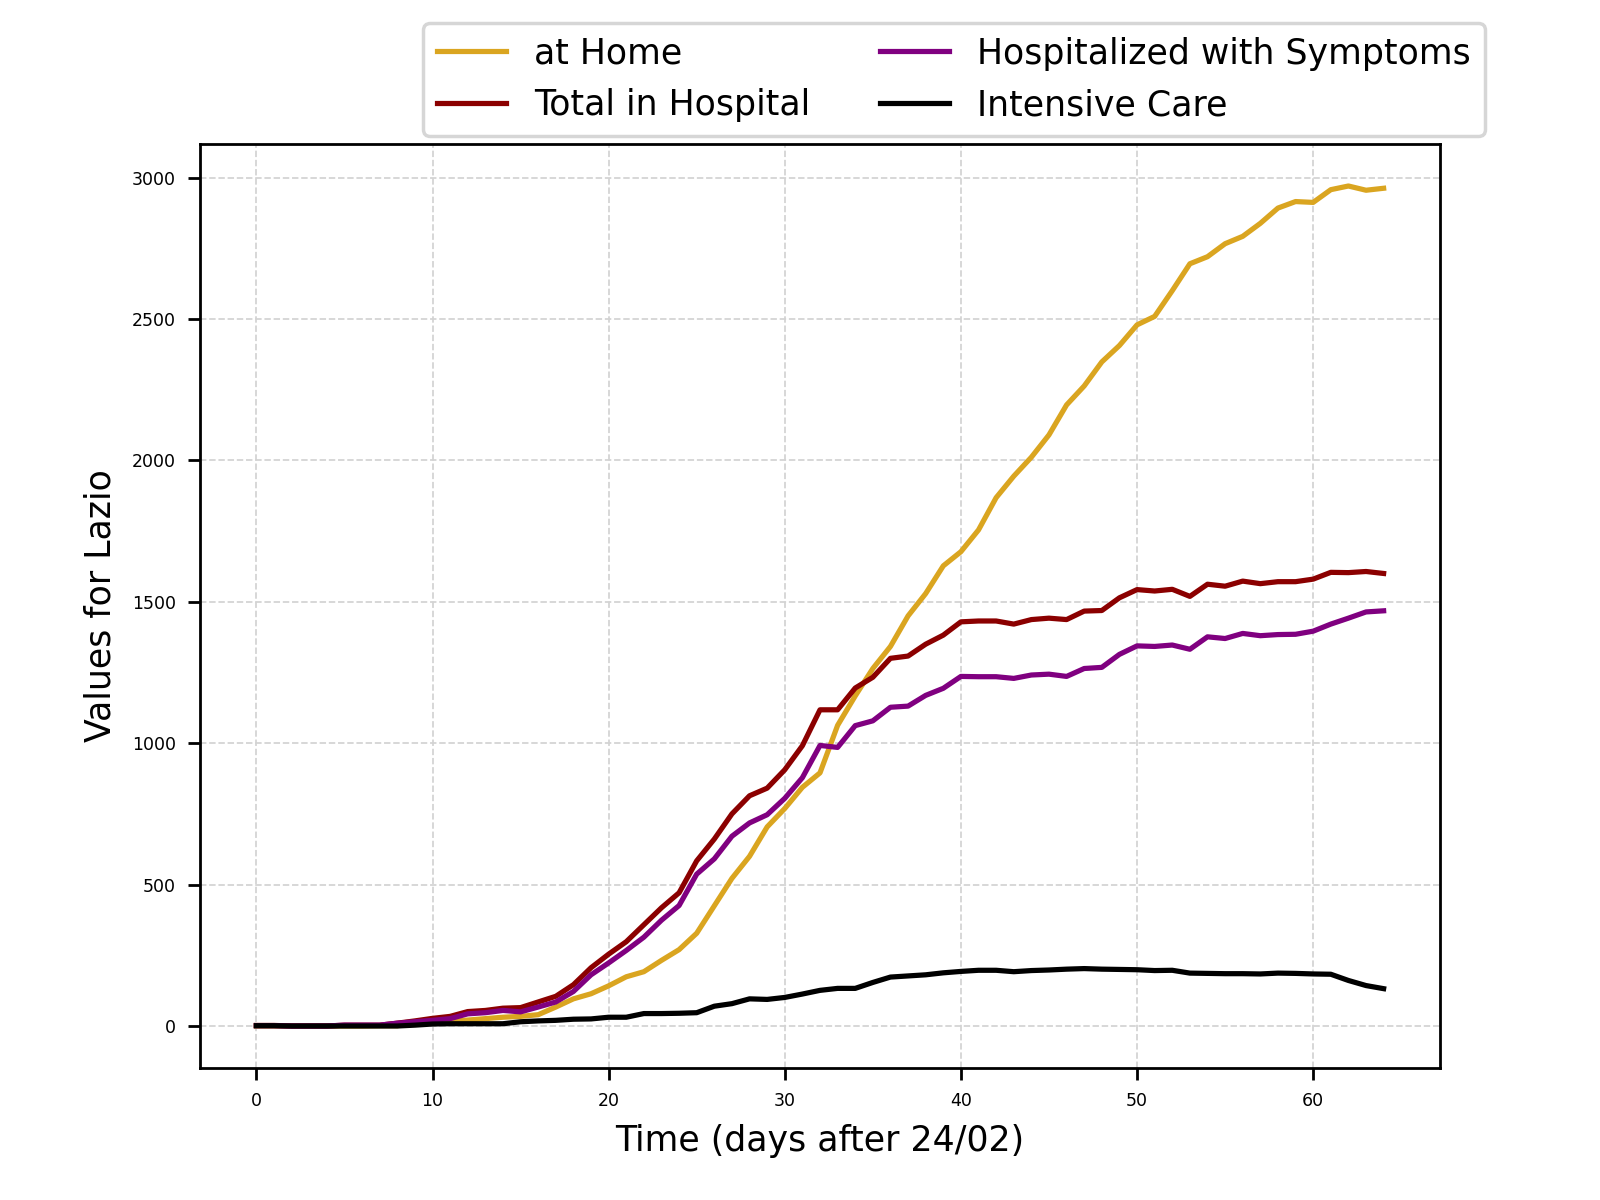 at Home
Total in Hospital
Hospitalized with Symptoms
Intensive Care
3000
2500
2000
1500
1000
500
0
Values for Lazio
0 10 20 30 40 50 60
Time (days after 24/02)